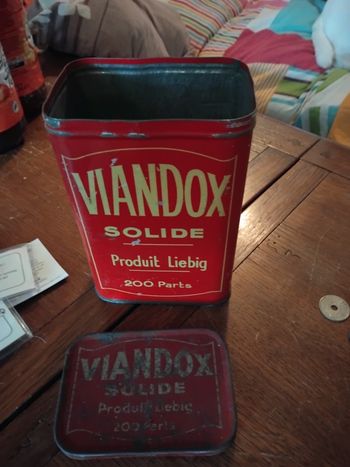 VIANDOX
SOLIDE
Produit Liebig
200 Parts
VIANDOX
SOLIDE
Produit Liebig
200 Parts